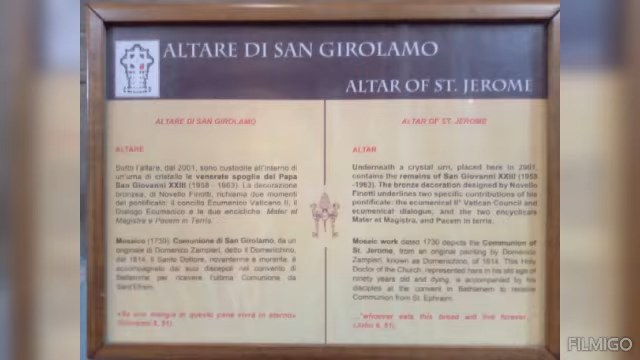 ALTARE DI SAN GIROLAMO
ALTAR OF ST. JEROME
ALTARE DI SAN GIROLAMO
ALTARE
Sotto l'altare, dal 2001, sono custodite all'interno di
un'urna di cristallo le venerate spoglie del Papa
San Giovanni XXIII (1958 - 1963). La decorazione
bronzea, di Novello Finotti, richiama due momenti
del pontificato: il concilio Ecumenico Vaticano II, il
Dialogo Ecumenico e le due encicliche: Mater et
Magistra e Pacem in Terris.
Mosaico (1730): Comunione di San Girolamo, da un
originale di Domenico Zampieri, detto il Domenichino,
del 1614. Il Santo Dottore, novantenne e morente, è
accompagnato dai suoi discepoli nel convento di
Betlemme per ricevere l'ultima Comunione da
Sant'Efrem.
«Se uno mangia di questo pane vivrà in eterno»
(Giovanni 6, 51)
ALTAR OF ST. JEROME
ALTAR
Underneath a crystal urn, placed here in 2001,
contains the remains of San Giovanni XXIII (1958
-1963). The bronze decoration designed by Novello
Finotti underlines two specific contributions of his
pontificate: the ecumenical IIº Vatican Council and
ecumenical dialogue; and the two encyclicals
Mater et Magistra, and Pacem in terris.
Mosaic work dated 1730 depicts the Communion of
St. Jerome, from an original painting by Domenico
Zampieri, known as Domenichino, of 1614. This Holy
Doctor of the Church, represented here in his old age of
ninety years old and dying, is accompanied by his
disciples at the convent in Bethlehem to receive
Communion from St. Ephraim.
..."whoever eats this bread will live forever..."
(John 6, 51)
FILMIGO